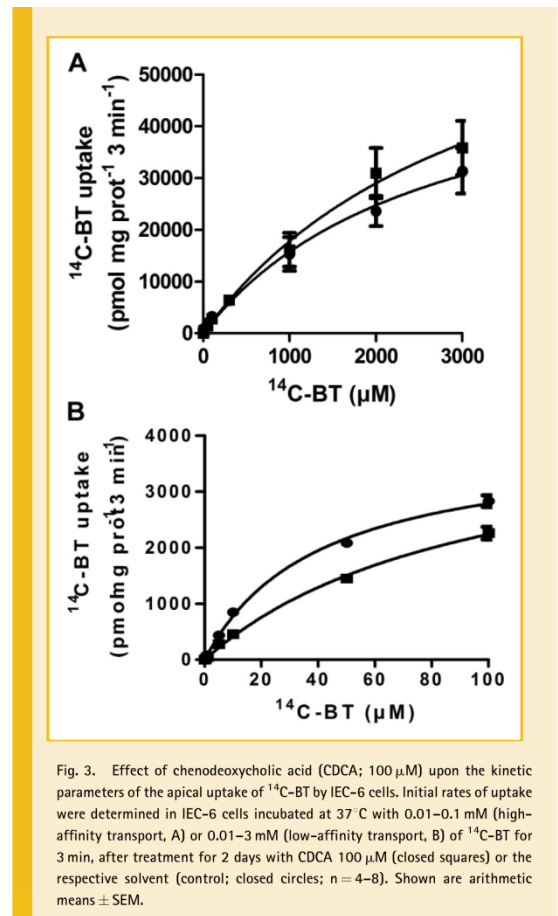 A
50000
40000
30000
20000
10000
0
¹⁴C-BT uptake
(pmol mg prot⁻¹ 3 min⁻¹)
0 1000 2000 3000
¹⁴C-BT (µM)
B
4000
3000
2000
1000
0
¹⁴C-BT uptake
(pmolmg prot⁻¹3 min⁻¹)
0 20 40 60 80 100
¹⁴C-BT (µM)
Fig. 3. Effect of chenodeoxycholic acid (CDCA; 100 µM) upon the kinetic
parameters of the apical uptake of ¹⁴C-BT by IEC-6 cells. Initial rates of uptake
were determined in IEC-6 cells incubated at 37°C with 0.01–0.1 mM (high-
affinity transport, A) or 0.01–3 mM (low-affinity transport, B) of ¹⁴C-BT for
3 min, after treatment for 2 days with CDCA 100 µM (closed squares) or the
respective solvent (control; closed circles; n = 4–8). Shown are arithmetic
means ± SEM.